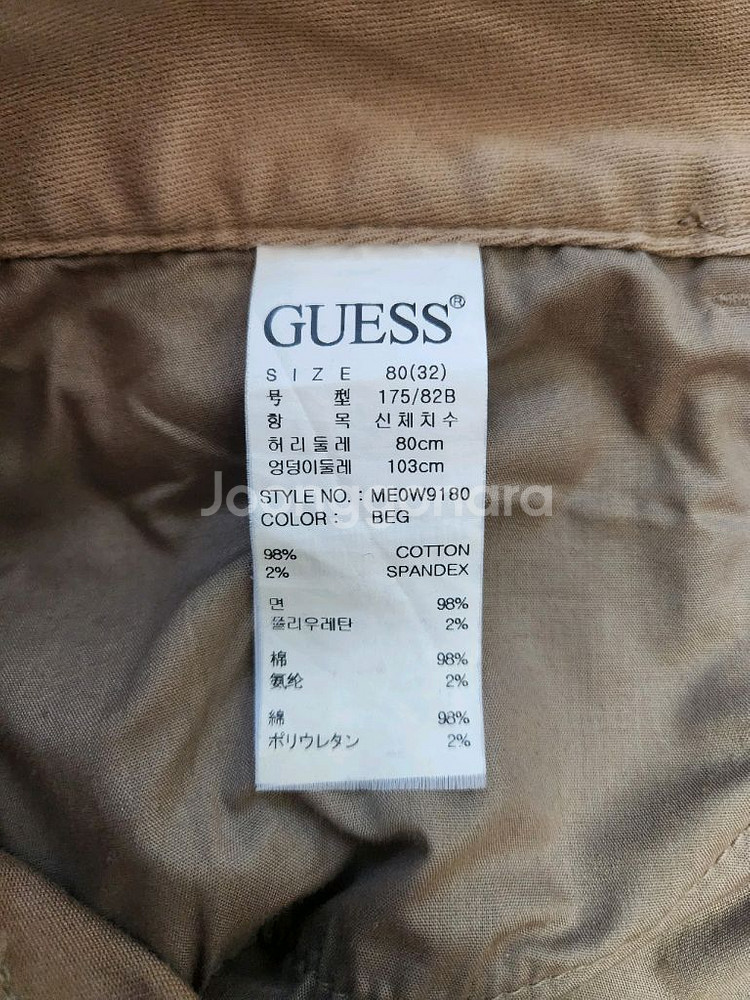 GUESS®
SIZE 80(32)
号 型 175/82B
항 목 신체치수
허리둘레 80cm
엉덩이둘레 103cm
STYLE NO. : ME0W9180
COLOR : BEG
98% COTTON
2% SPANDEX
면 98%
폴리우레탄 2%
棉 98%
氨纶 2%
綿 98%
ポリウレタン 2%
Joongonara